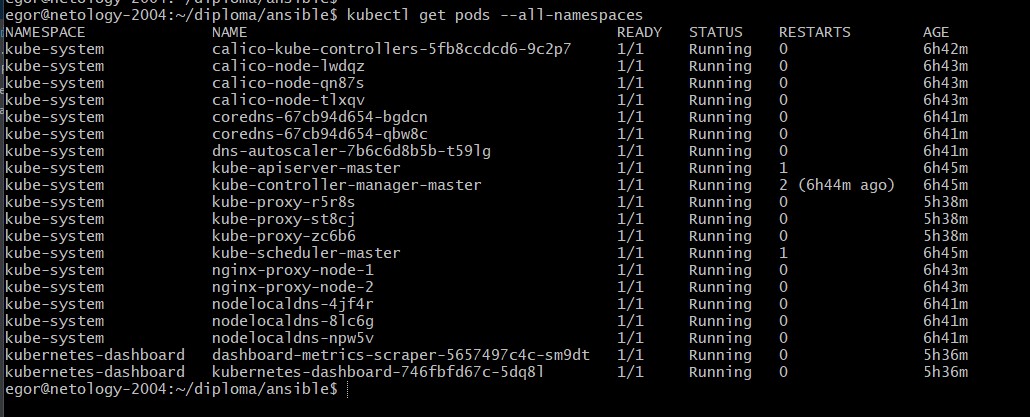 egor@netology-2004:~/diploma/ansible$ kubectl get pods --all-namespaces
NAMESPACE NAME READY STATUS RESTARTS AGE
kube-system calico-kube-controllers-5fb8ccdcd6-9c2p7 1/1 Running 0 6h42m
kube-system calico-node-lwdqz 1/1 Running 0 6h43m
kube-system calico-node-qn87s 1/1 Running 0 6h43m
kube-system calico-node-tlxqv 1/1 Running 0 6h43m
kube-system coredns-67cb94d654-bgdcn 1/1 Running 0 6h41m
kube-system coredns-67cb94d654-qbw8c 1/1 Running 0 6h41m
kube-system dns-autoscaler-7b6c6d8b5b-t59lg 1/1 Running 0 6h41m
kube-system kube-apiserver-master 1/1 Running 1 6h45m
kube-system kube-controller-manager-master 1/1 Running 2 (6h44m ago) 6h45m
kube-system kube-proxy-r5r8s 1/1 Running 0 5h38m
kube-system kube-proxy-st8cj 1/1 Running 0 5h38m
kube-system kube-proxy-zc6b6 1/1 Running 0 5h38m
kube-system kube-scheduler-master 1/1 Running 1 6h45m
kube-system nginx-proxy-node-1 1/1 Running 0 6h43m
kube-system nginx-proxy-node-2 1/1 Running 0 6h43m
kube-system nodelocaldns-4jf4r 1/1 Running 0 6h41m
kube-system nodelocaldns-8lc6g 1/1 Running 0 6h41m
kube-system nodelocaldns-npw5v 1/1 Running 0 6h41m
kubernetes-dashboard dashboard-metrics-scraper-5657497c4c-sm9dt 1/1 Running 0 5h36m
kubernetes-dashboard kubernetes-dashboard-746fbfd67c-5dq8l 1/1 Running 0 5h36m
egor@netology-2004:~/diploma/ansible$